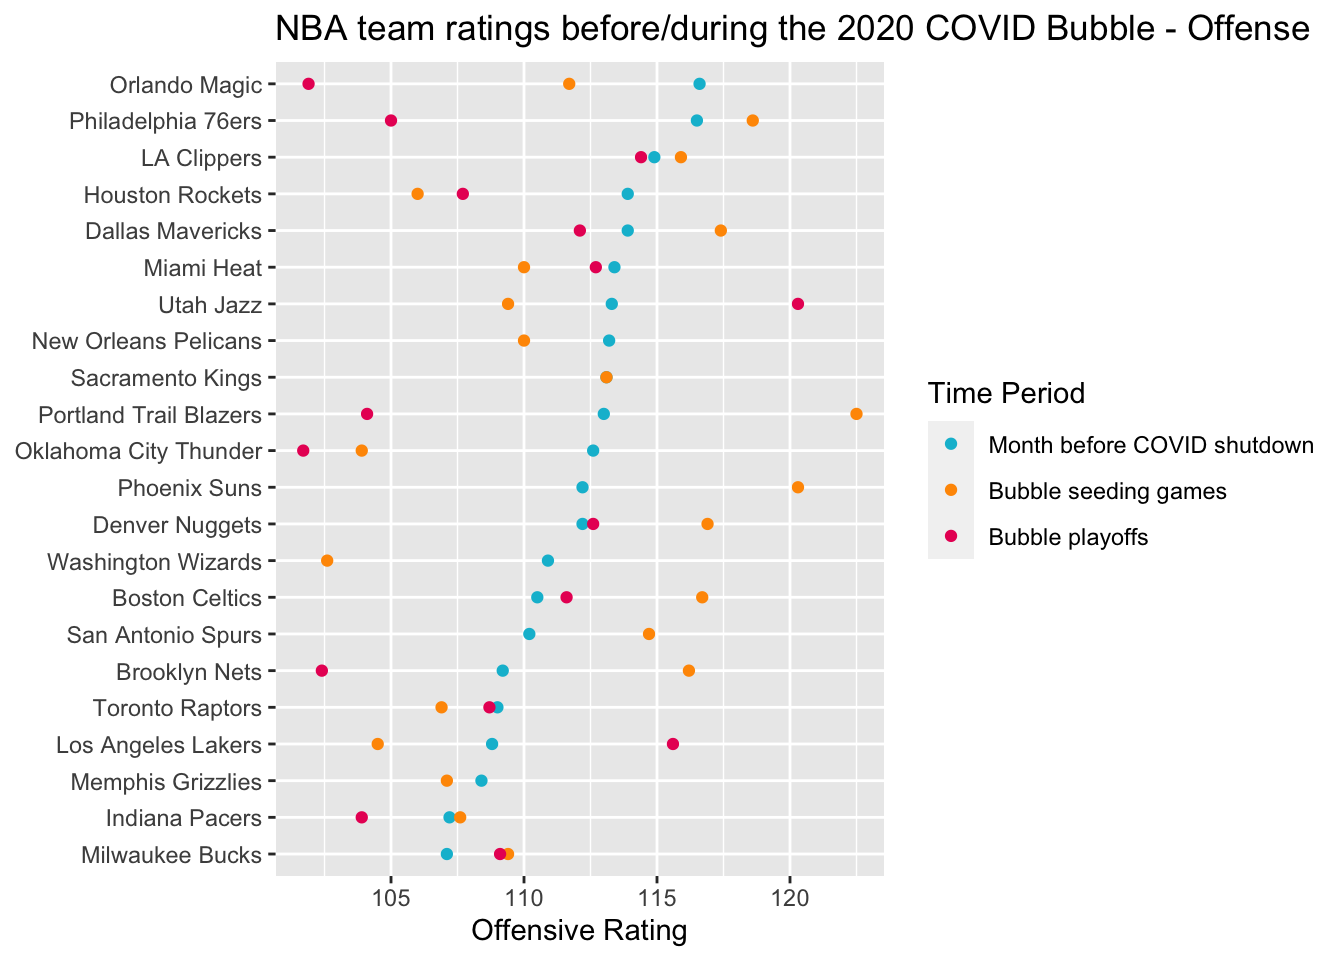 NBA team ratings before/during the 2020 COVID Bubble - Offense
Orlando Magic
Philadelphia 76ers
LA Clippers
Houston Rockets
Dallas Mavericks
Miami Heat
Utah Jazz
New Orleans Pelicans
Sacramento Kings
Portland Trail Blazers
Oklahoma City Thunder
Phoenix Suns
Denver Nuggets
Washington Wizards
Boston Celtics
San Antonio Spurs
Brooklyn Nets
Toronto Raptors
Los Angeles Lakers
Memphis Grizzlies
Indiana Pacers
Milwaukee Bucks
105 110 115 120
Offensive Rating
Time Period
Month before COVID shutdown
Bubble seeding games
Bubble playoffs